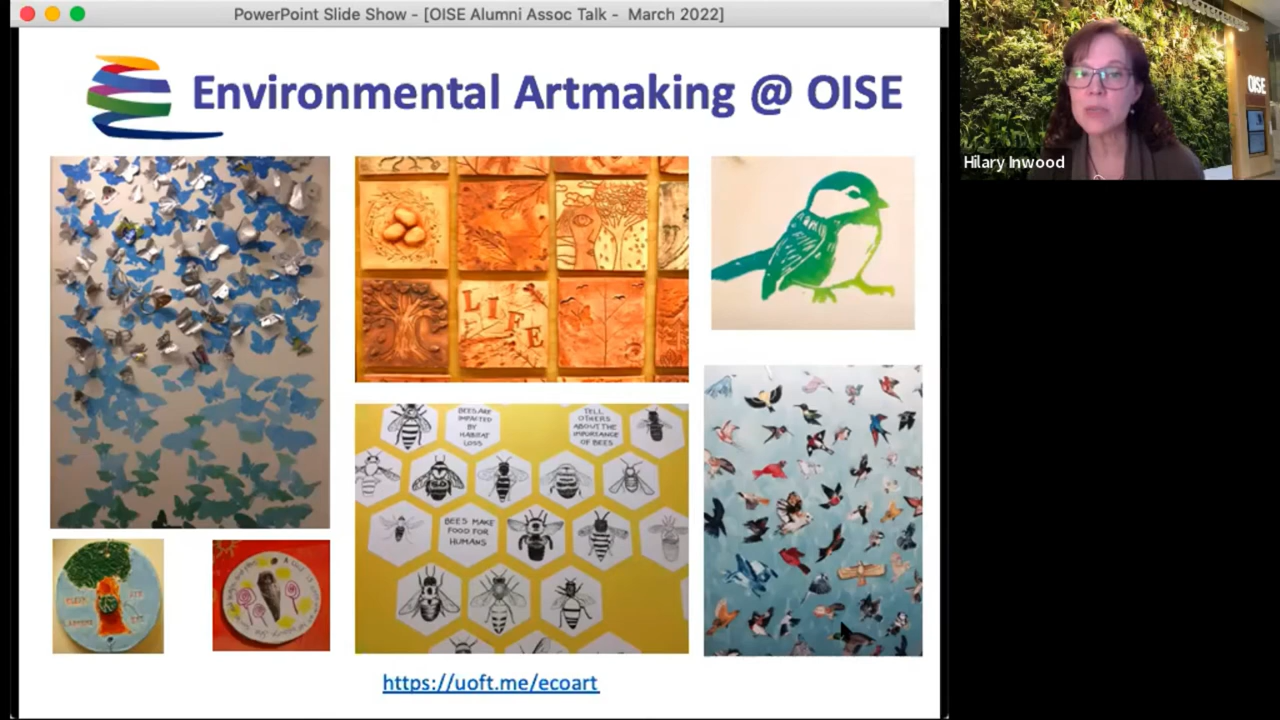 PowerPoint Slide Show - [OISE Alumni Assoc Talk -  March 2022]
Environmental Artmaking @ OISE
OISE
Hilary Inwood
LIFE
BEES ARE
IMPACTED
BY
HABITAT
LOSS
TELL
OTHERS
ABOUT THE
IMPORTANCE
OF BEES
BEES MAKE
FOOD FOR
HUMANS
https://uoft.me/ecoart